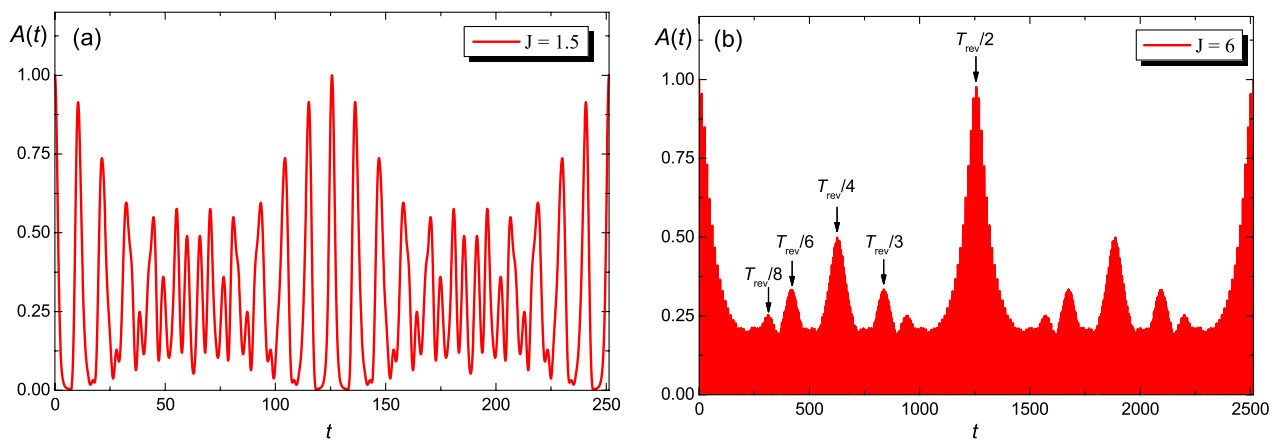 A(t) (a)
J = 1.5
1.00
0.75
0.50
0.25
0.00
0 50 100 150 200 250
t
A(t) (b)
J = 6
T_rev/2
1.00
0.75
T_rev/4
0.50
T_rev/6 T_rev/3
T_rev/8
0.25
0.00
0 500 1000 1500 2000 2500
t